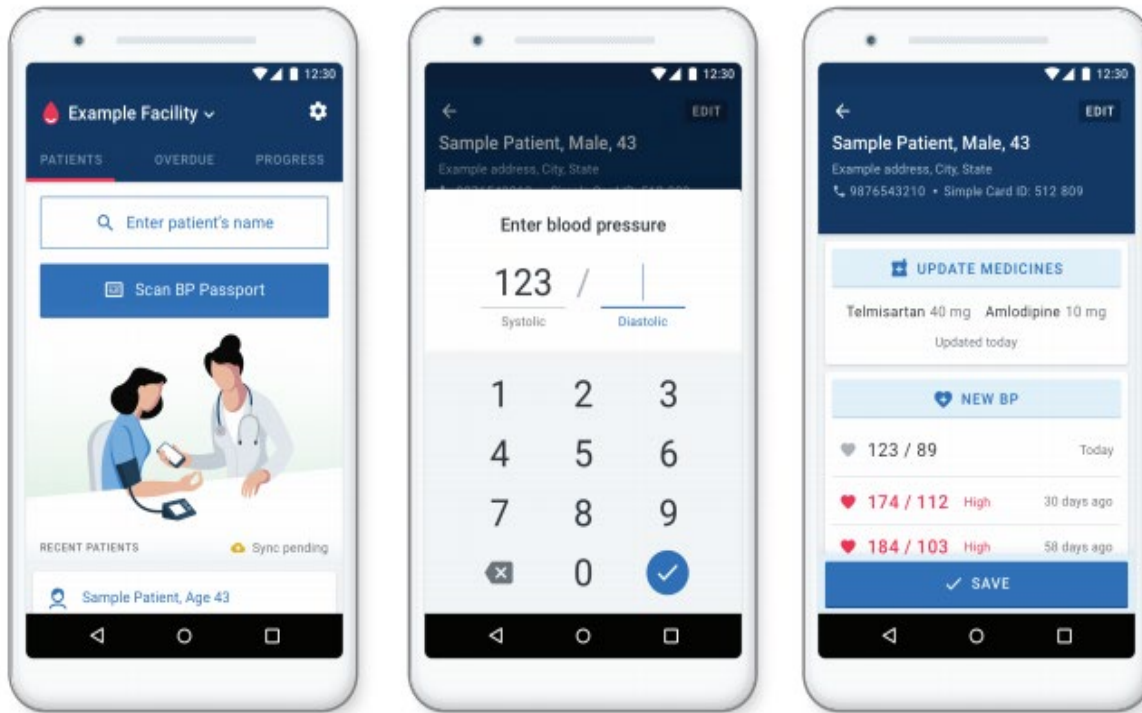 12:30
Example Facility
PATIENTS OVERDUE PROGRESS
Enter patient's name
Scan BP Passport
RECENT PATIENTS Sync pending
Sample Patient, Age 43
12:30
EDIT
Sample Patient, Male, 43
Example address, City, State
Enter blood pressure
123 /
Systolic Diastolic
1 2 3
4 5 6
7 8 9
0
12:30
EDIT
Sample Patient, Male, 43
Example address, City, State
9876543210 • Simple Card ID: 512 809
UPDATE MEDICINES
Telmisartan 40 mg Amlodipine 10 mg
Updated today
NEW BP
123 / 89 Today
174 / 112 High 30 days ago
184 / 103 High 58 days ago
SAVE